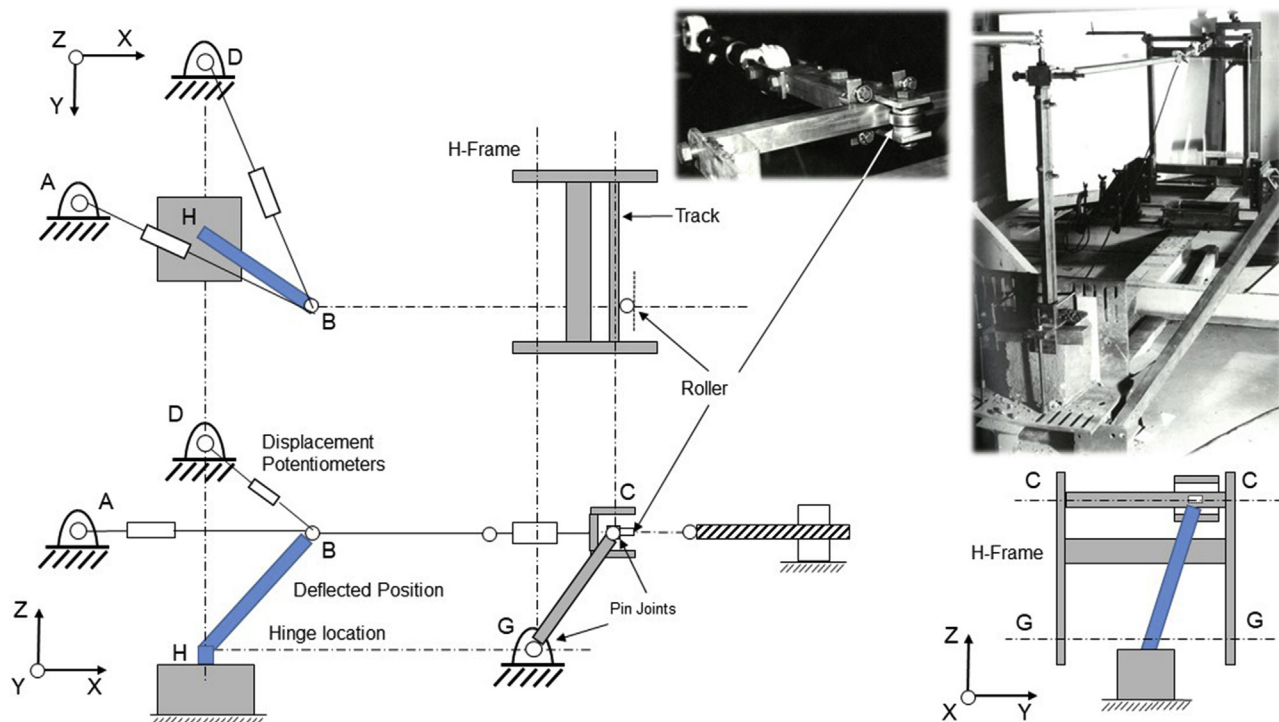 Z
X
Y
D
A
H
B
H-Frame
Track
Roller
D
Displacement
Potentiometers
A
B
C
Deflected Position
Pin Joints
G
Hinge location
H
Z
Y
X
C
C
H-Frame
G
G
Z
X
Y